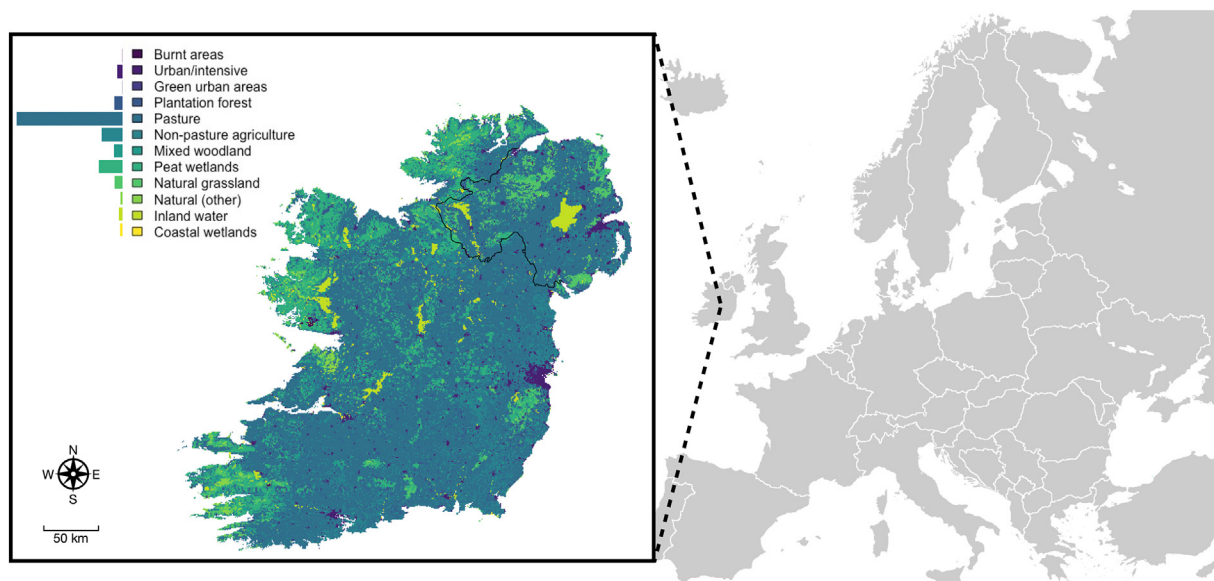 Burnt areas
Urban/intensive
Green urban areas
Plantation forest
Pasture
Non-pasture agriculture
Mixed woodland
Peat wetlands
Natural grassland
Natural (other)
Inland water
Coastal wetlands
N
W E
S
50 km